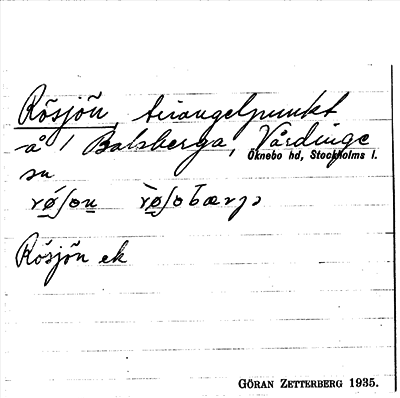 Rösjön, triangelpunkt
å 1 Balsberga, Vårdinge
Öknebo hd, Stockholms l.
sn
Rösjön ek
GÖRAN ZETTERBERG 1935.